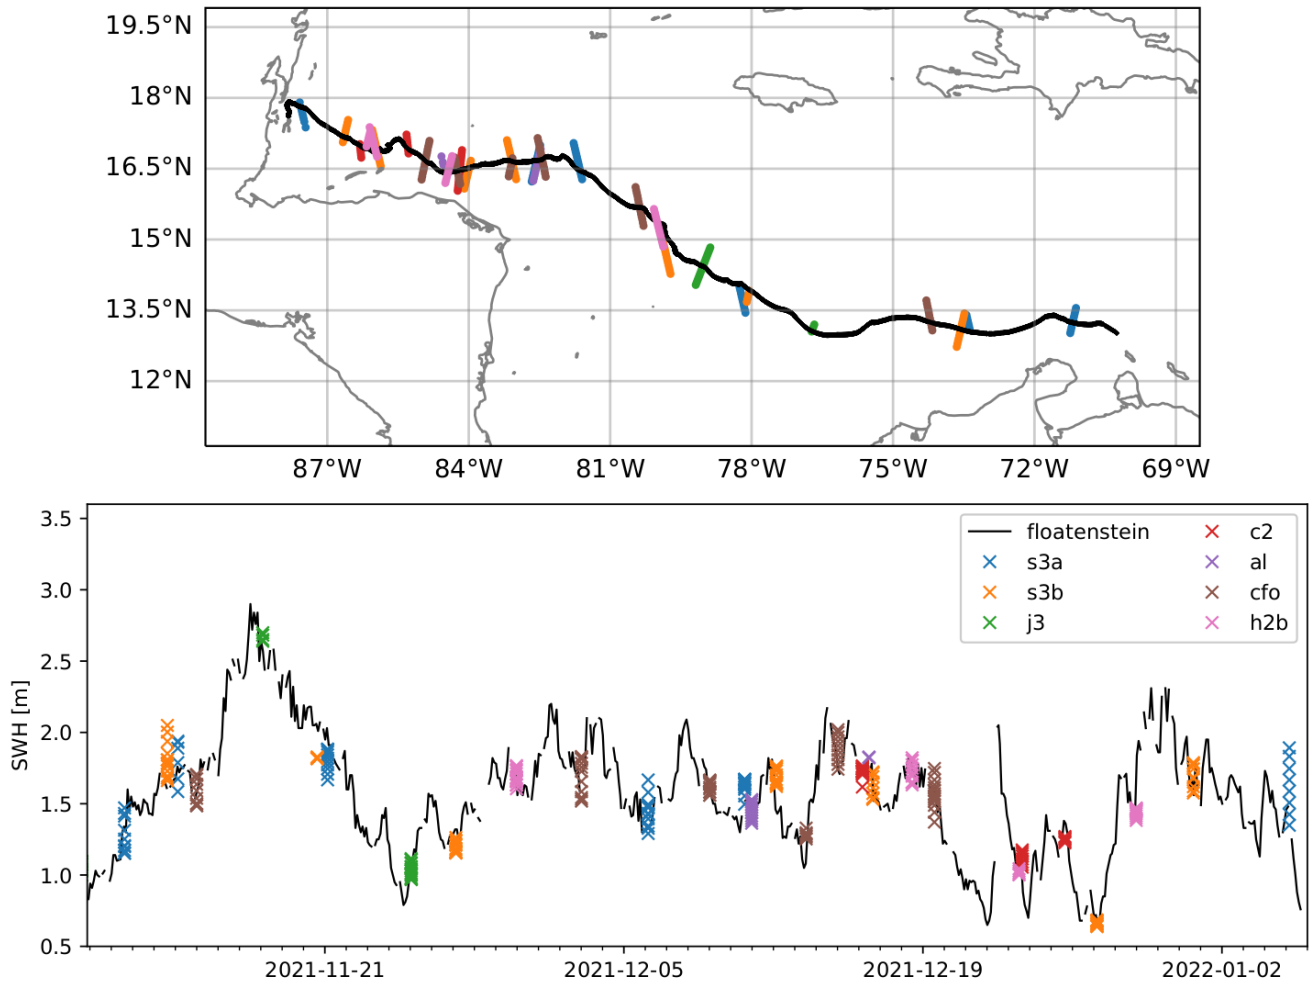 19.5°N
18°N
16.5°N
15°N
13.5°N
12°N
87°W 84°W 81°W 78°W 75°W 72°W 69°W
3.5
3.0
2.5
2.0
1.5
1.0
0.5
SWH [m]
floatenstein
s3a
s3b
j3
c2
al
cfo
h2b
2021-11-21 2021-12-05 2021-12-19 2022-01-02